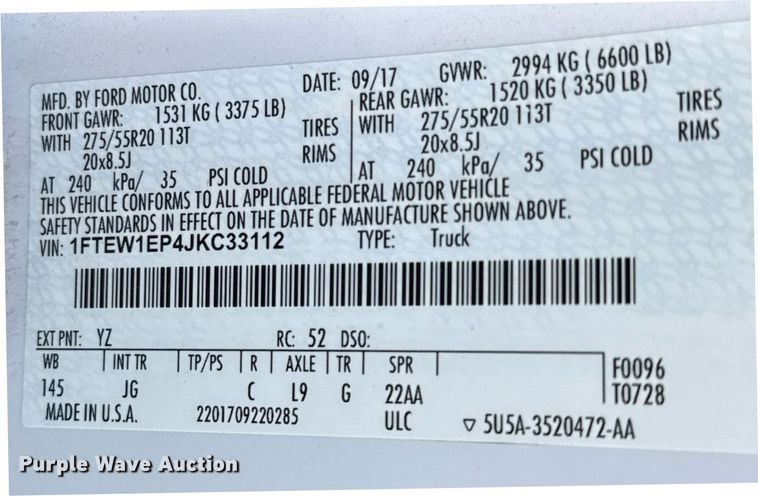 MFD. BY FORD MOTOR CO. DATE: 09/17 GVWR: 2994 KG ( 6600 LB)
FRONT GAWR: 1531 KG ( 3375 LB) REAR GAWR: 1520 KG ( 3350 LB)
WITH 275/55R20 113T TIRES WITH 275/55R20 113T TIRES
20x8.5J RIMS 20x8.5J RIMS
AT 240 kPa/ 35 PSI COLD AT 240 kPa/ 35 PSI COLD
THIS VEHICLE CONFORMS TO ALL APPLICABLE FEDERAL MOTOR VEHICLE
SAFETY STANDARDS IN EFFECT ON THE DATE OF MANUFACTURE SHOWN ABOVE.
VIN: 1FTEW1EP4JKC33112 TYPE: Truck
EXT PNT: YZ RC: 52 DSO:
WB INT TR TP/PS R AXLE TR SPR F0096
145 JG C L9 G 22AA T0728
MADE IN U.S.A. 2201709220285 ULC ▽ 5U5A-3520472-AA
Purple Wave Auction